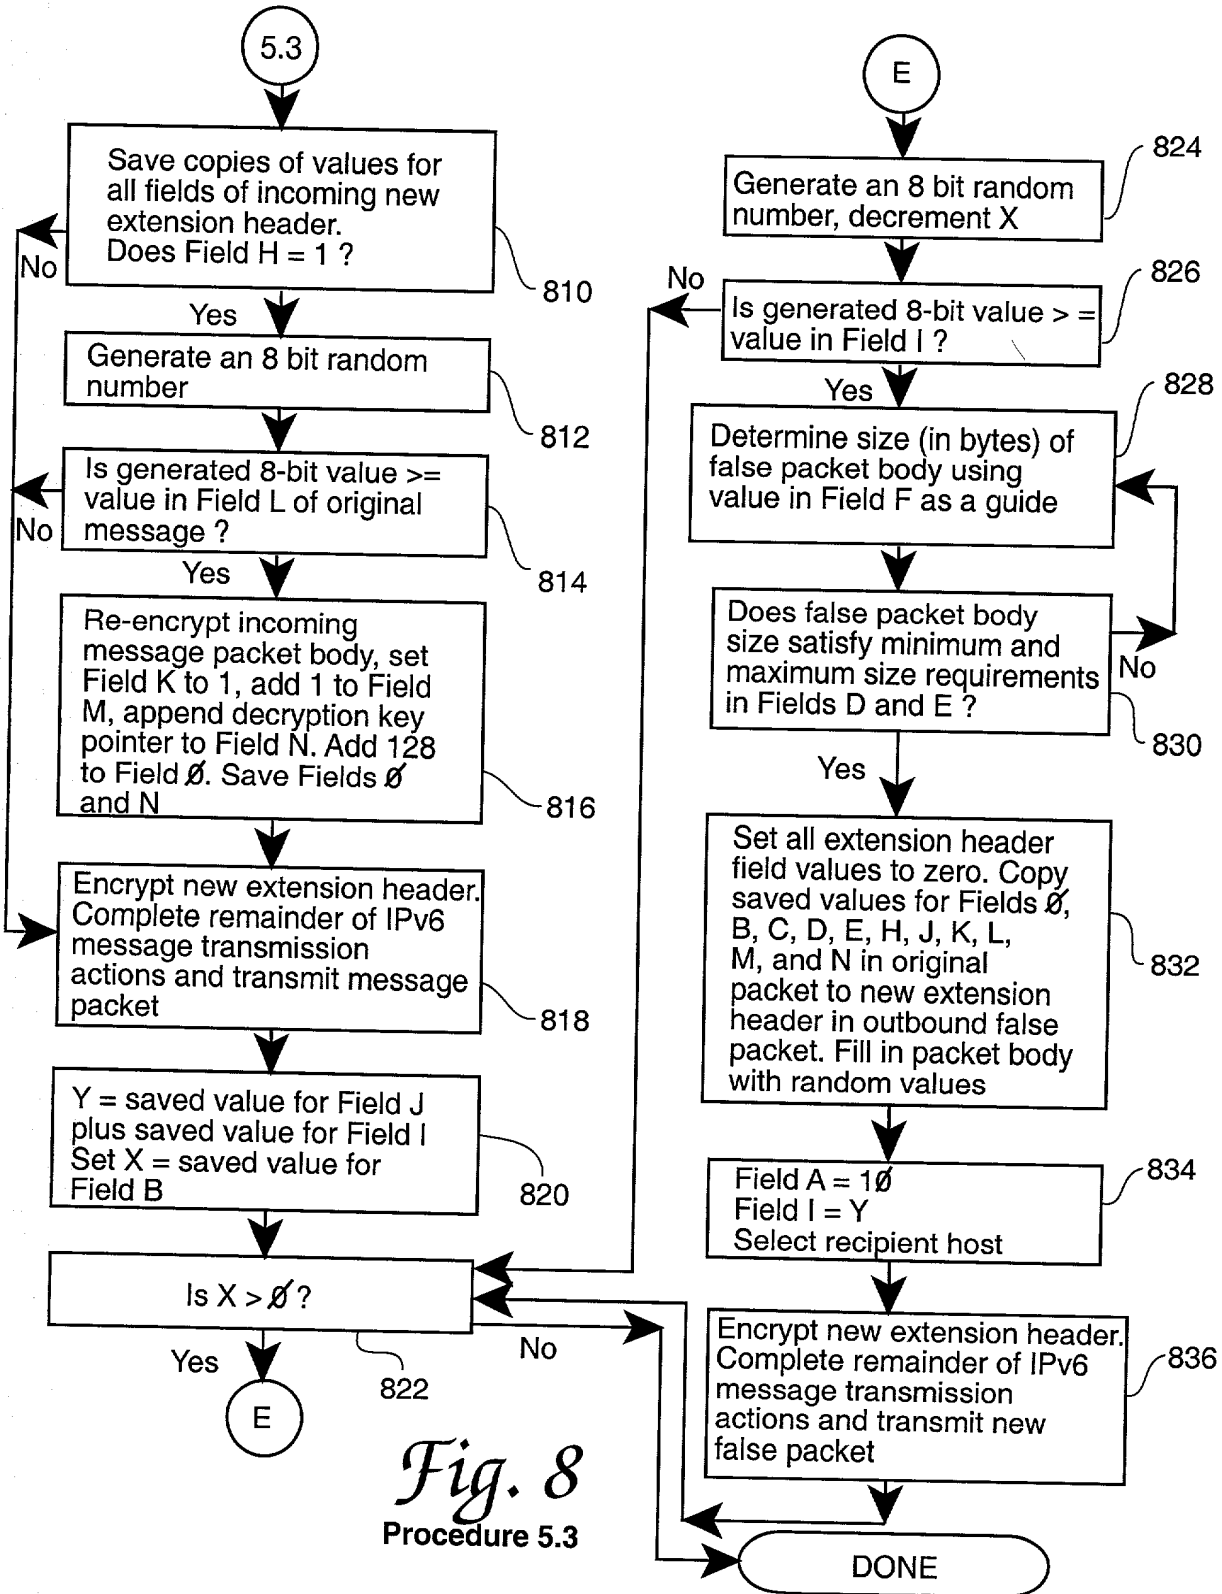 5.3
Save copies of values for
all fields of incoming new
extension header.
Does Field H = 1 ?
No
810
Yes
Generate an 8 bit random
number
812
Is generated 8-bit value >=
value in Field L of original
message ?
No
814
Yes
Re-encrypt incoming
message packet body, set
Field K to 1, add 1 to Field
M, append decryption key
pointer to Field N. Add 128
to Field Ø. Save Fields Ø
and N
816
Encrypt new extension header.
Complete remainder of IPv6
message transmission
actions and transmit message
packet
818
Y = saved value for Field J
plus saved value for Field I
Set X = saved value for
Field B
820
Is X > Ø ?
No
Yes
822
E
E
824
Generate an 8 bit random
number, decrement X
No
826
Is generated 8-bit value > =
value in Field I ?
Yes
828
Determine size (in bytes) of
false packet body using
value in Field F as a guide
Does false packet body
size satisfy minimum and
maximum size requirements
in Fields D and E ?
No
830
Yes
Set all extension header
field values to zero. Copy
saved values for Fields Ø,
B, C, D, E, H, J, K, L,
M, and N in original
packet to new extension
header in outbound false
packet. Fill in packet body
with random values
832
Field A = 1Ø
Field I = Y
Select recipient host
834
Encrypt new extension header.
Complete remainder of IPv6
message transmission
actions and transmit new
false packet
836
DONE
Fig. 8
Procedure 5.3